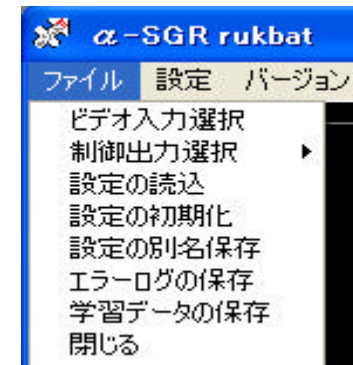 α-SGR rukbat
ファイル 設定 バージョン
ビデオ入力選択
制御出力選択
設定の読込
設定の初期化
設定の別名保存
エラーログの保存
学習データの保存
閉じる